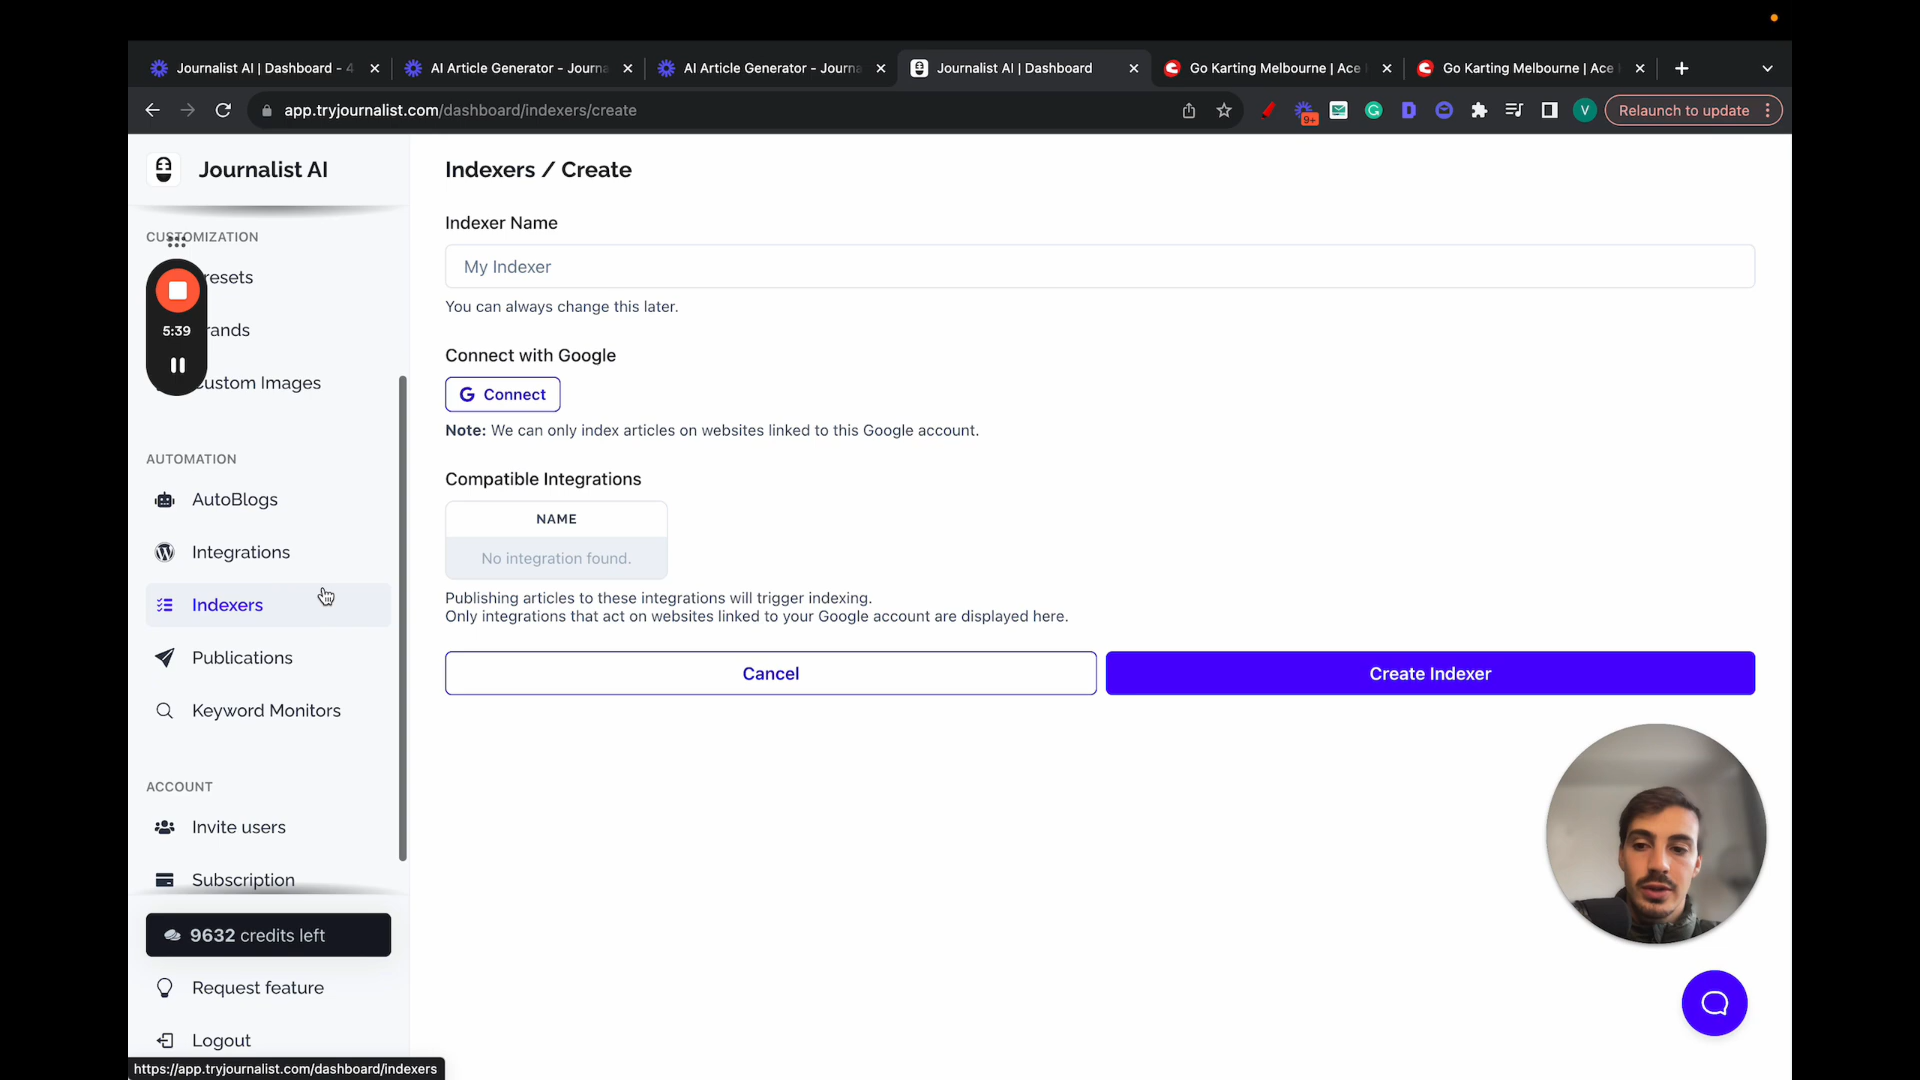 Journalist AI | Dashboard - 4
AI Article Generator - Journa
AI Article Generator - Journa
Journalist AI | Dashboard
Go Karting Melbourne | Ace
Go Karting Melbourne | Ace
app.tryjournalist.com/dashboard/indexers/create
9+
V
Relaunch to update
Journalist AI
CUSTOMIZATION
resets
5:39
rands
ustom Images
AUTOMATION
AutoBlogs
Integrations
Indexers
Publications
Keyword Monitors
ACCOUNT
Invite users
Subscription
9632 credits left
Request feature
Logout
https://app.tryjournalist.com/dashboard/indexers
Indexers / Create
Indexer Name
My Indexer
You can always change this later.
Connect with Google
G Connect
Note: We can only index articles on websites linked to this Google account.
Compatible Integrations
NAME
No integration found.
Publishing articles to these integrations will trigger indexing.
Only integrations that act on websites linked to your Google account are displayed here.
Cancel
Create Indexer